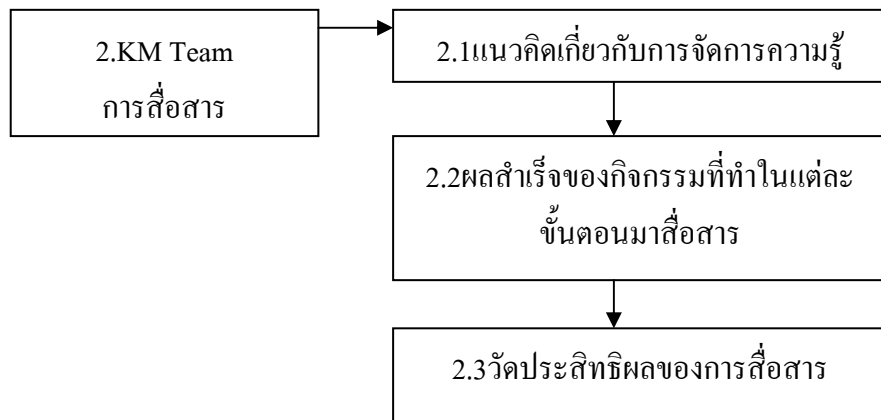 2.KM Team
การสื่อสาร
2.1แนวคิดเกี่ยวกับการจัดการความรู้
2.2ผลสำเร็จของกิจกรรมที่ทำในแต่ละ
ขั้นตอนมาสื่อสาร
2.3วัดประสิทธิผลของการสื่อสาร